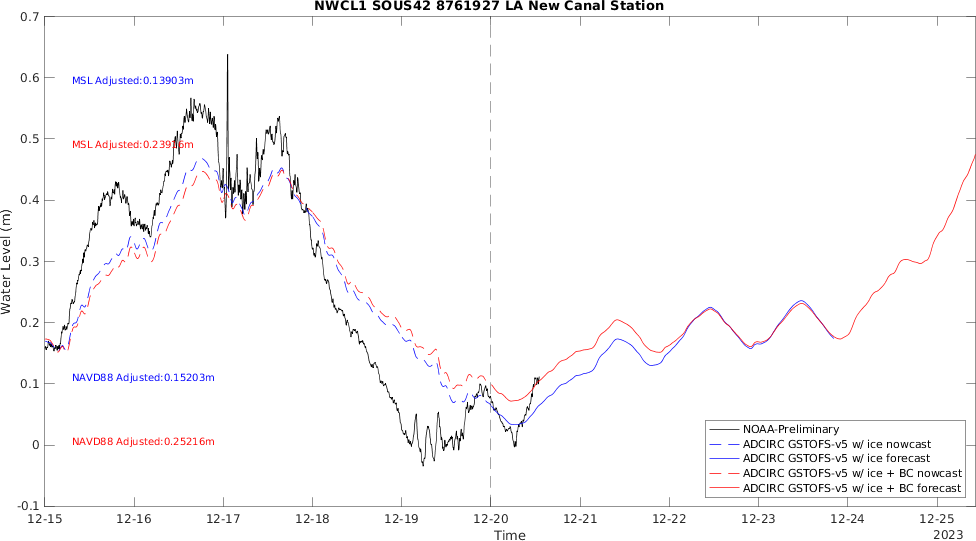 NWCL1 SOUS42 8761927 LA New Canal Station
0.7
0.6
0.5
0.4
0.3
0.2
0.1
0
-0.1
Water Level (m)
MSL Adjusted:0.13903m
MSL Adjusted:
NAVD88 Adjusted:0.15203m
NAVD88 Adjusted:0.25216m
NOAA-Preliminary
ADCIRC GSTOFS-v5 w/ ice nowcast
ADCIRC GSTOFS-v5 w/ ice forecast
ADCIRC GSTOFS-v5 w/ ice + BC nowcast
ADCIRC GSTOFS-v5 w/ ice + BC forecast
12-15 12-16 12-17 12-18 12-19 12-20 12-21 12-22 12-23 12-24 12-25
Time
2023